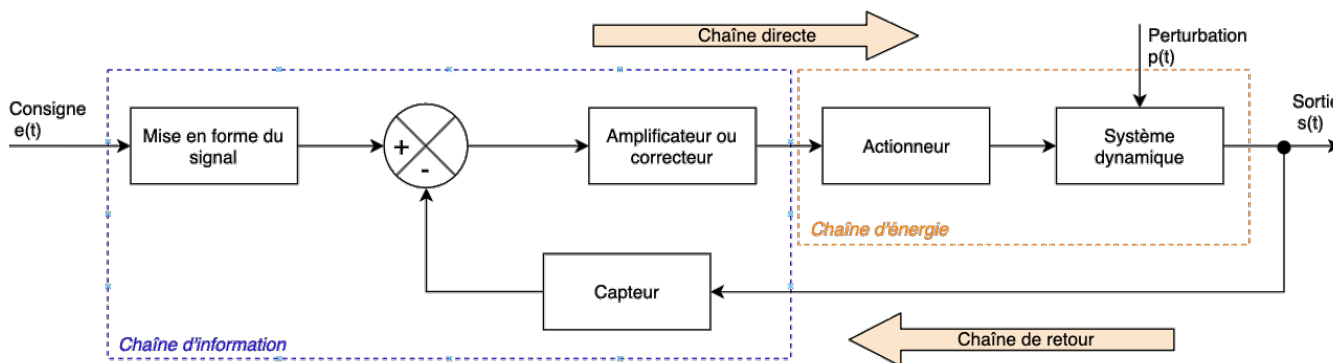 Chaîne directe
Perturbation
p(t)
Consigne
e(t)
Mise en forme du
signal
+
-
Amplificateur ou
correcteur
Actionneur
Système
dynamique
Sortie
s(t)
Chaîne d'énergie
Capteur
Chaîne d'information
Chaîne de retour